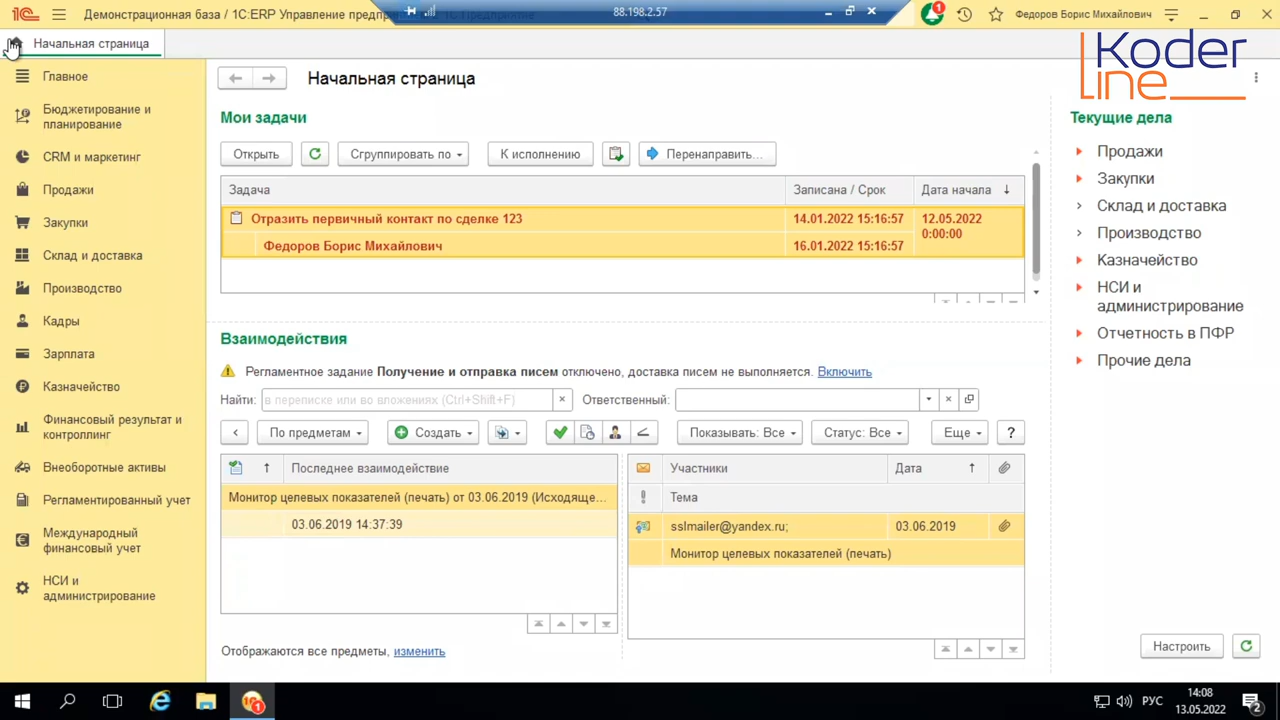 Демонстрационная база / 1С:ERP Управление предпр
1С:Предприятие
88.198.2.57
1
Федоров Борис Михайлович
Начальная страница
Koder
line
Главное
Бюджетирование и
планирование
CRM и маркетинг
Продажи
Закупки
Склад и доставка
Производство
Кадры
Зарплата
Казначейство
Финансовый результат и
контроллинг
Внеоборотные активы
Регламентированный учет
Международный
финансовый учет
НСИ и
администрирование
Начальная страница
Мои задачи
Открыть
Сгруппировать по
К исполнению
Перенаправить...
Задача
Записана / Срок
Дата начала ↓
Отразить первичный контакт по сделке 123
14.01.2022 15:16:57
12.05.2022
0:00:00
Федоров Борис Михайлович
16.01.2022 15:16:57
Взаимодействия
Регламентное задание Получение и отправка писем отключено, доставка писем не выполняется. Включить
Найти:
в переписке или во вложениях (Ctrl+Shift+F)
×
Ответственный:
×
По предметам
Создать
Показывать: Все
Статус: Все
Еще
?
↑
Последнее взаимодействие
Монитор целевых показателей (печать) от 03.06.2019 (Исходяще...
03.06.2019 14:37:39
Участники
Дата ↑
Тема
sslmailer@yandex.ru;
03.06.2019
Монитор целевых показателей (печать)
Отображаются все предметы, изменить
Текущие дела
Продажи
Закупки
Склад и доставка
Производство
Казначейство
НСИ и
администрирование
Отчетность в ПФР
Прочие дела
Настроить
1
РУС
14:08
13.05.2022
2